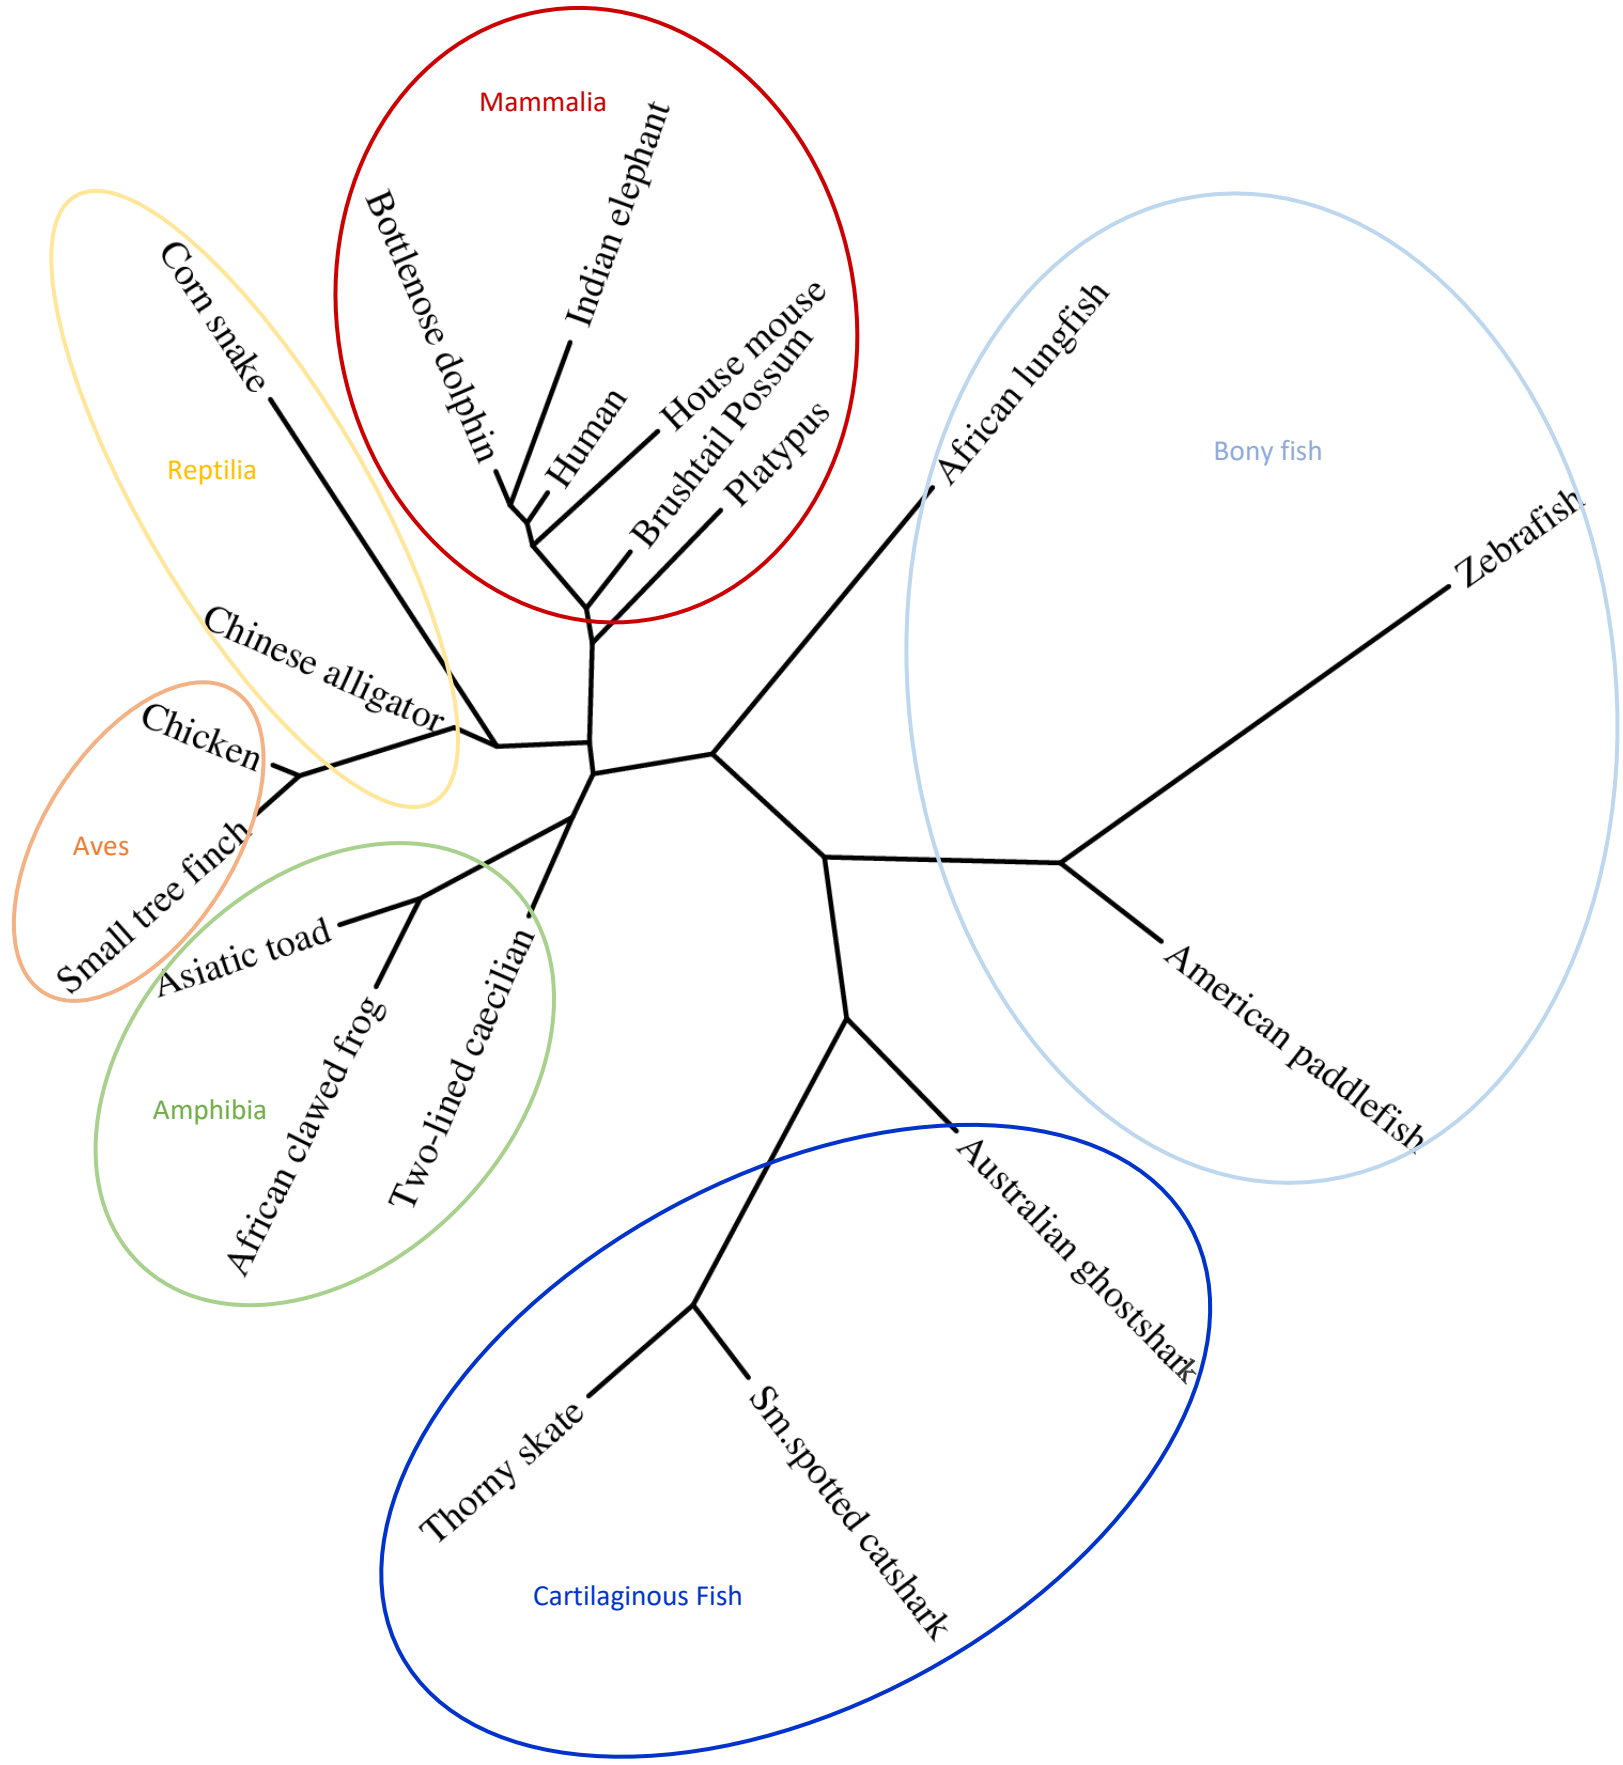 Mammalia
Indian elephant
Bottlenose dolphin
Human
House mouse
Brushtail Possum
Platypus
Corn snake
Reptilia
Chinese alligator
Chicken
Aves
Small tree finch
Asiatic toad
Amphibia
African clawed frog
Two-lined caecilian
African lungfish
Bony fish
Zebrafish
American paddlefish
Australian ghostshark
Sm.spotted catshark
Thorny skate
Cartilaginous Fish